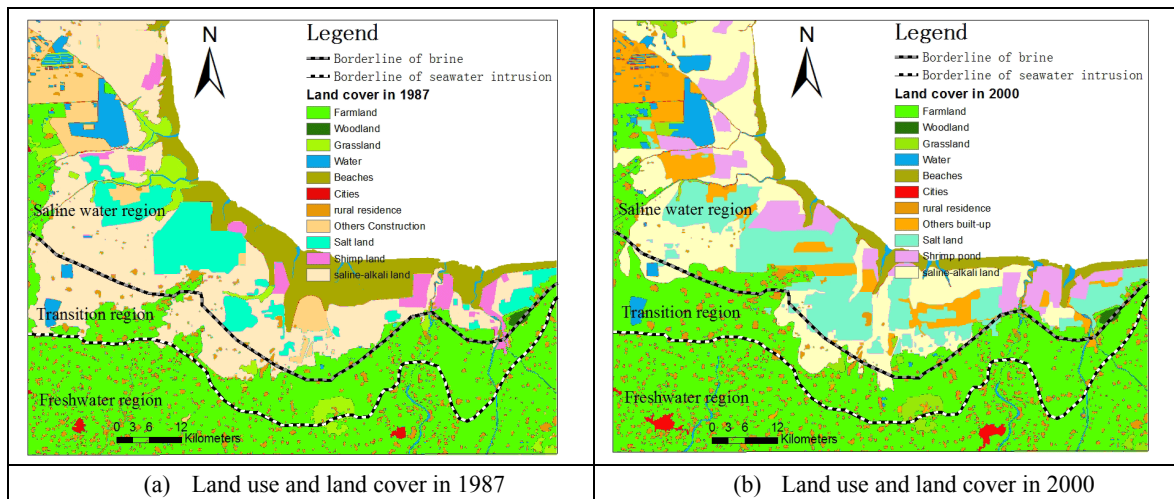 N
Legend
Borderline of brine
Borderline of seawater intrusion
Land cover in 1987
Farmland
Woodland
Grassland
Water
Beaches
Cities
rural residence
Others Construction
Salt land
Shrimp land
saline-alkali land
Saline water region
Transition region
Freshwater region
0 3 6 12
Kilometers
(a) Land use and land cover in 1987
N
Legend
Borderline of brine
Borderline of seawater intrusion
Land cover in 2000
Farmland
Woodland
Grassland
Water
Beaches
Cities
rural residence
Others built-up
Salt land
Shrimp pond
saline-alkali land
Saline water region
Transition region
Freshwater region
0 3 6 12
Kilometers
(b) Land use and land cover in 2000